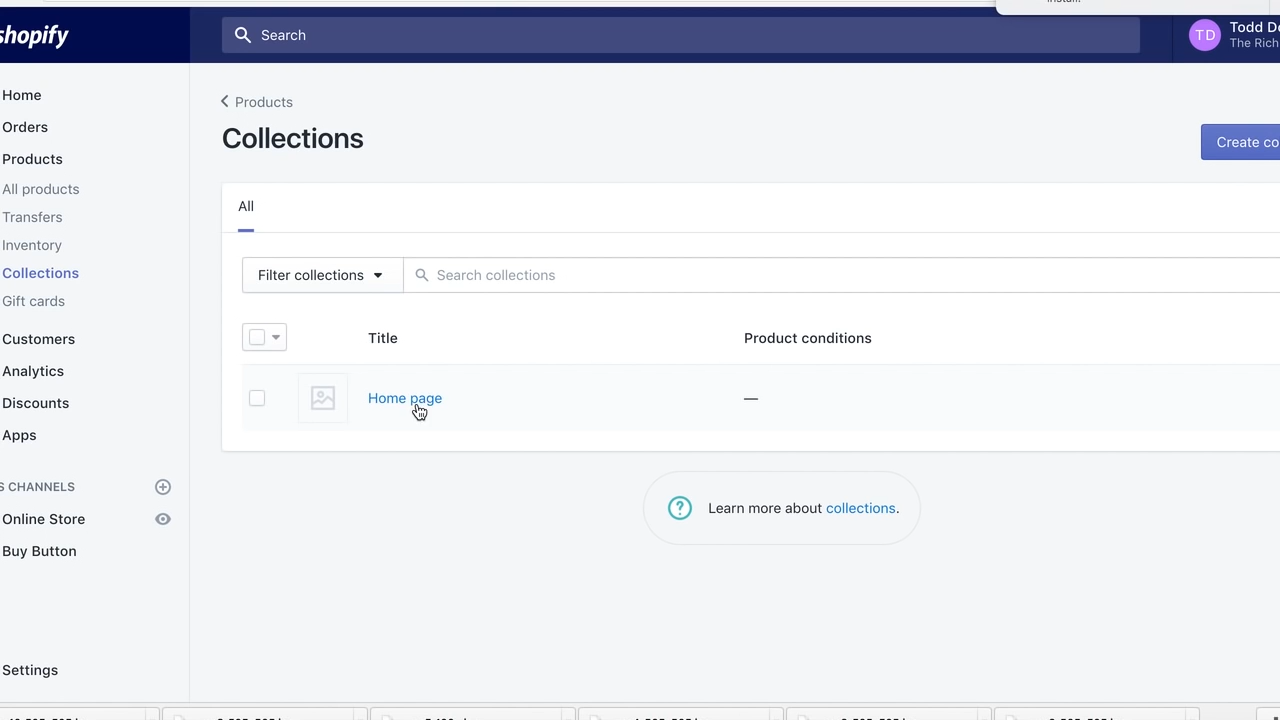 shopify
Search
TD
Todd
The Rich
Home
Orders
Products
All products
Transfers
Inventory
Collections
Gift cards
Customers
Analytics
Discounts
Apps
S CHANNELS
Online Store
Buy Button
Settings
Products
Collections
Create
All
Filter collections
Search collections
Title
Product conditions
Home page
—
? Learn more about collections.